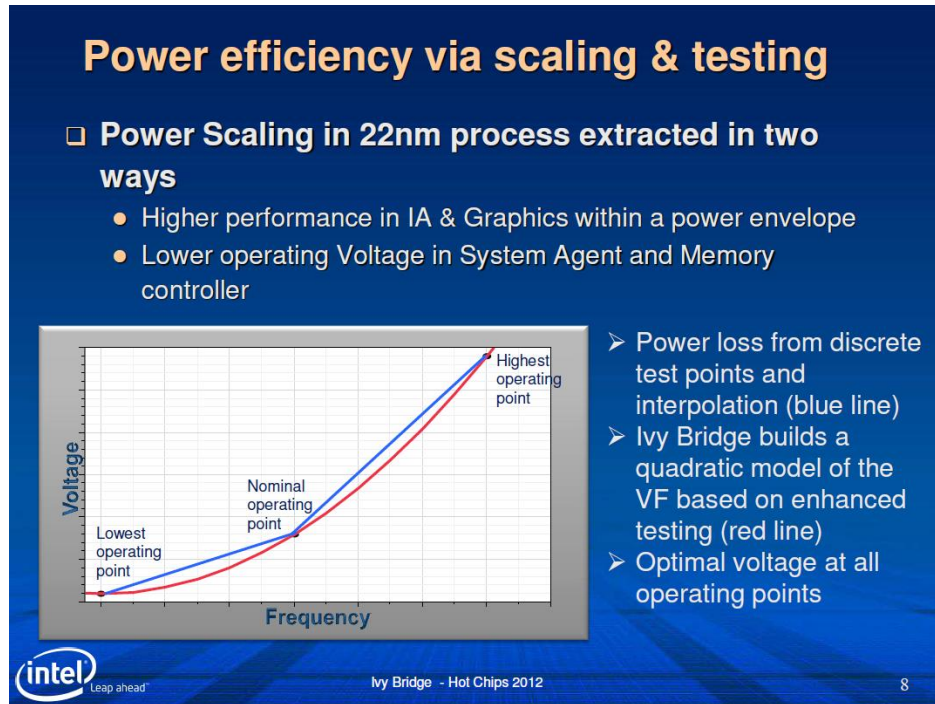 Power efficiency via scaling & testing
Power Scaling in 22nm process extracted in two
ways
Higher performance in IA & Graphics within a power envelope
Lower operating Voltage in System Agent and Memory
controller
Voltage
Lowest
operating
point
Nominal
operating
point
Highest
operating
point
Frequency
Power loss from discrete
test points and
interpolation (blue line)
Ivy Bridge builds a
quadratic model of the
VF based on enhanced
testing (red line)
Optimal voltage at all
operating points
intel
Leap ahead™
Ivy Bridge - Hot Chips 2012
8